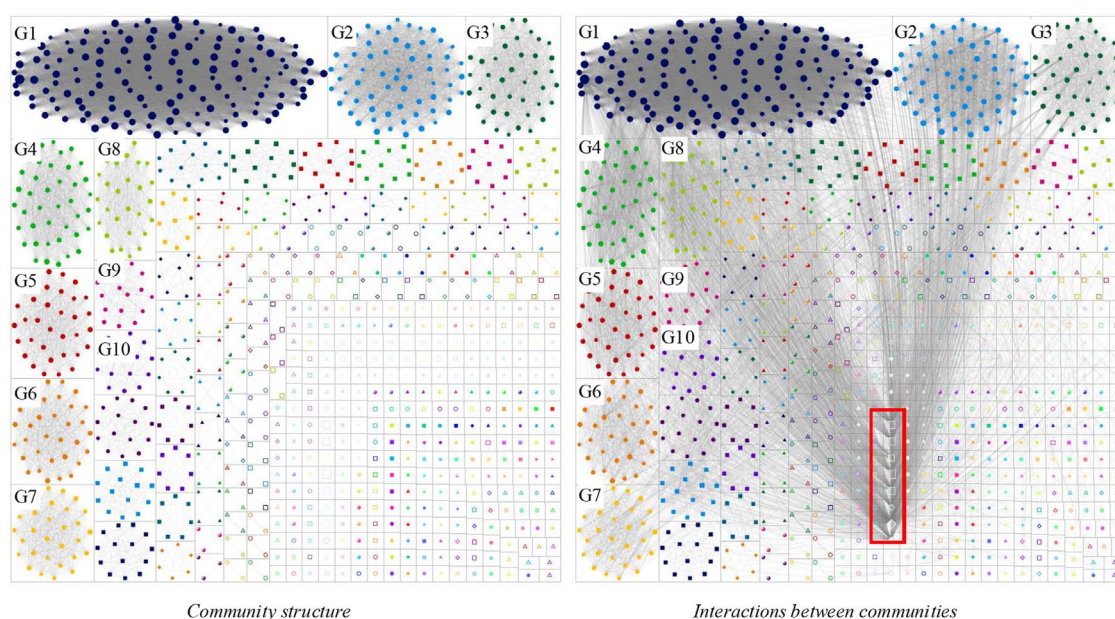 G1
G2
G3
G4
G8
G5
G9
G10
G6
G7
Community structure
G1
G2
G3
G4
G8
G5
G9
G10
G6
G7
Interactions between communities